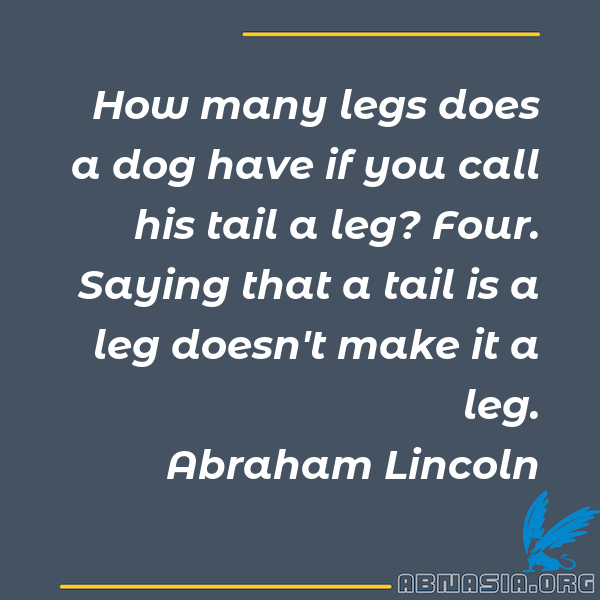 How many legs does
a dog have if you call
his tail a leg? Four.
Saying that a tail is a
leg doesn't make it a
leg.
Abraham Lincoln
ABNASIA.ORG